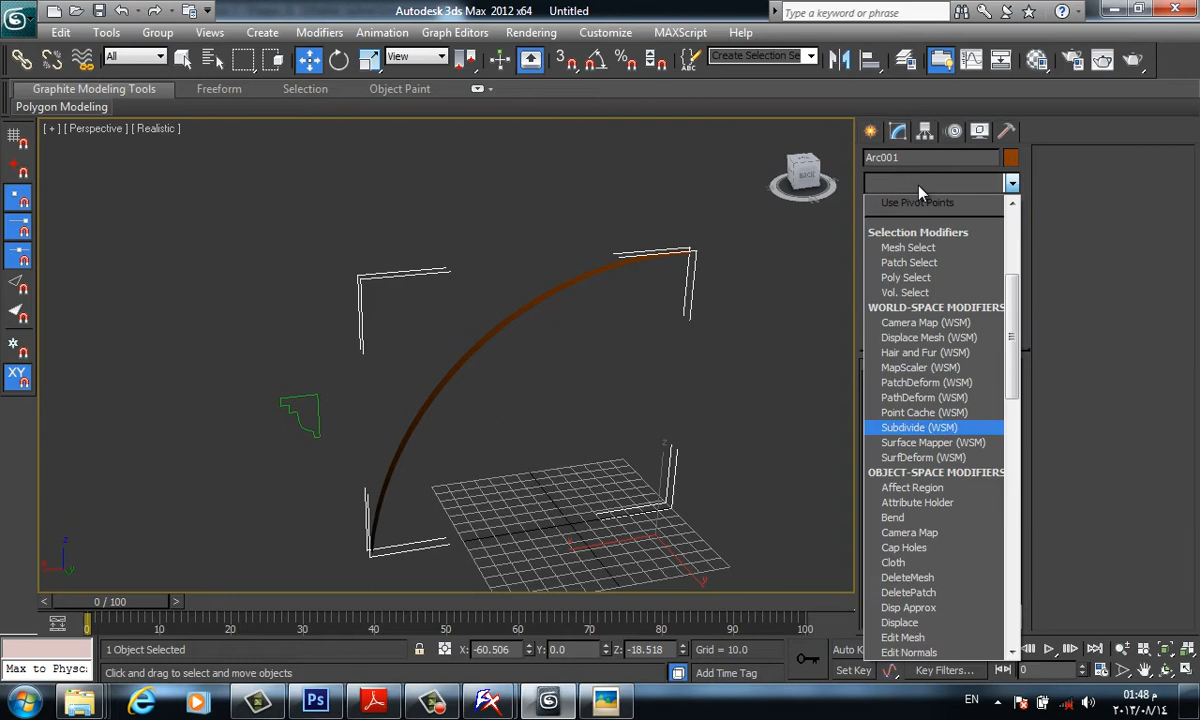 Autodesk 3ds Max 2012 x64 Untitled
Type a keyword or phrase
Edit Tools Group Views Create Modifiers Animation Graph Editors Rendering Customize MAXScript Help
All View 3 Create Selection Se
Graphite Modeling Tools Freeform Selection Object Paint
Polygon Modeling
[ + ] [ Perspective ] [ Realistic ]
BACK
Arc001
Use Pivot Points
Selection Modifiers
Mesh Select
Patch Select
Poly Select
Vol. Select
WORLD-SPACE MODIFIERS
Camera Map (WSM)
Displace Mesh (WSM)
Hair and Fur (WSM)
MapScaler (WSM)
PatchDeform (WSM)
PathDeform (WSM)
Point Cache (WSM)
Subdivide (WSM)
Surface Mapper (WSM)
SurfDeform (WSM)
OBJECT-SPACE MODIFIERS
Affect Region
Attribute Holder
Bend
Camera Map
Cap Holes
Cloth
DeleteMesh
DeletePatch
Disp Approx
Displace
Edit Mesh
Edit Normals
XY
z
x
y
z
x
y
< 0 / 100 >
0 10 20 30 40 50 60 70 80 90 100
1 Object Selected X: -60.506 Y: 0.0 Z: -18.518 Grid = 10.0 Auto K
Max to Physc Click and drag to select and move objects Add Time Tag Set Key Key Filters... 0
Ps EN م 01:48
٢٠١٣/٠٨/١٤